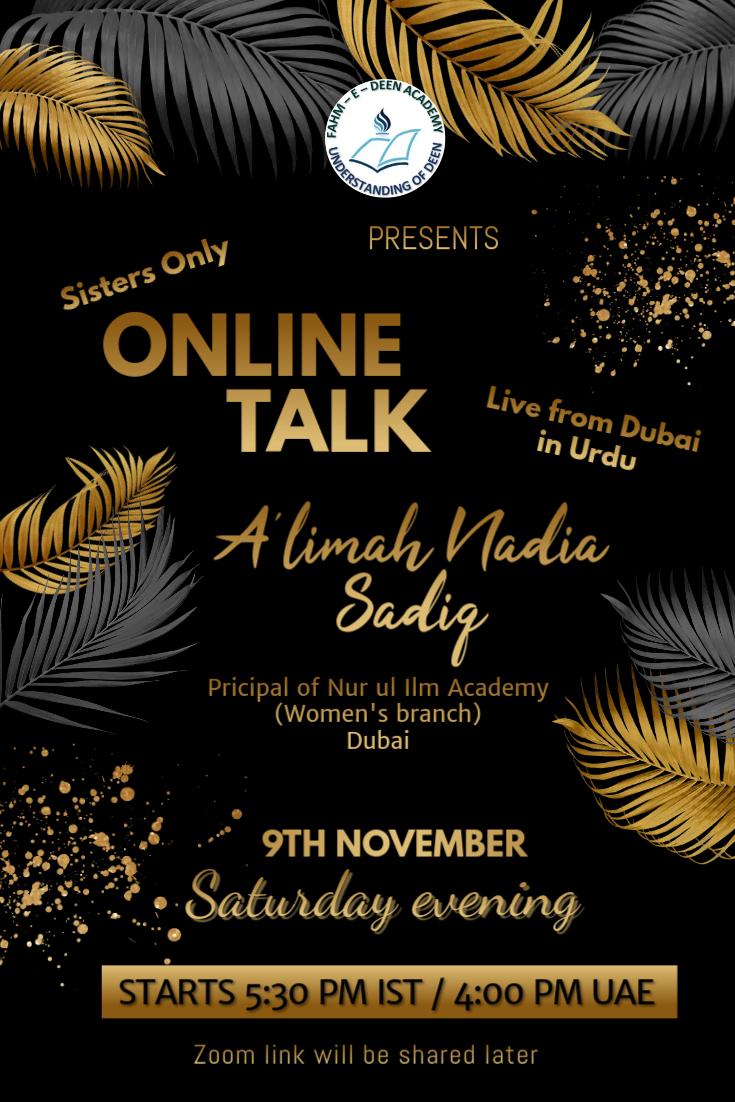 FAHM – E – DEEN ACADEMY
UNDERSTANDING OF DEEN
PRESENTS
Sisters Only
ONLINE
TALK
Live from Dubai
in Urdu
A'limah Nadia
Sadiq
Pricipal of Nur ul Ilm Academy
(Women's branch)
Dubai
9TH NOVEMBER
Saturday evening
STARTS 5:30 PM IST / 4:00 PM UAE
Zoom link will be shared later